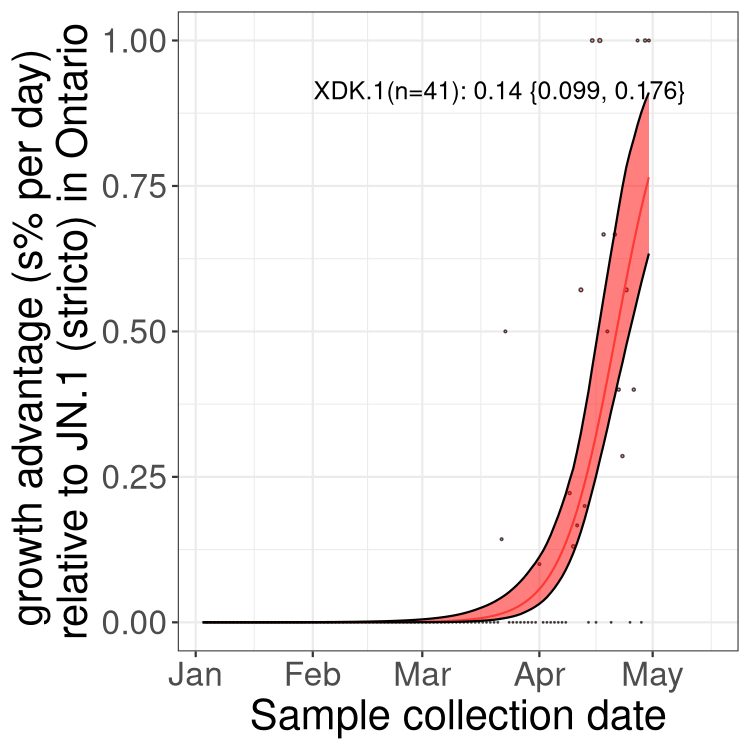 growth advantage (s% per day)
relative to JN.1 (stricto) in Ontario
1.00
0.75
0.50
0.25
0.00
XDK.1(n=41): 0.14 {0.099, 0.176}
Jan Feb Mar Apr May
Sample collection date